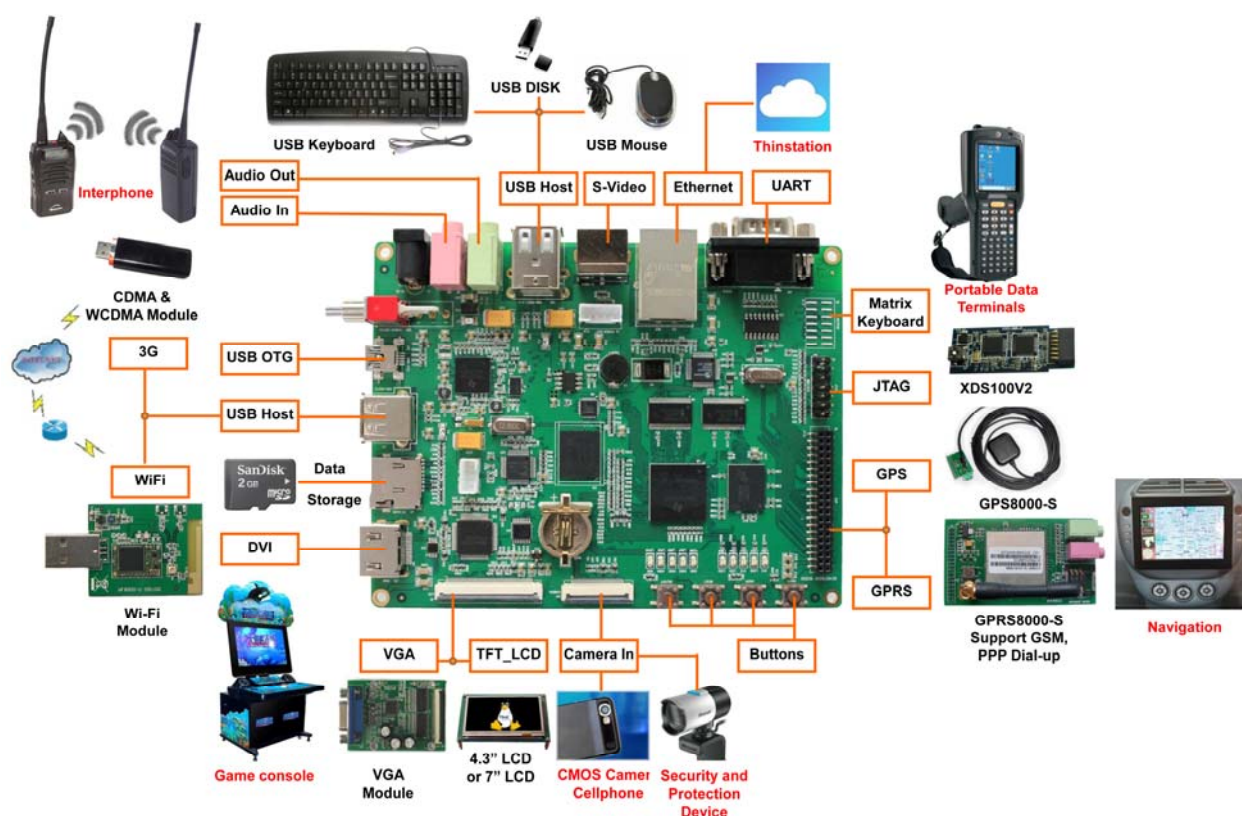 USB DISK
USB Keyboard
USB Mouse
Thinstation
Interphone
Audio Out
Audio In
USB Host
S-Video
Ethernet
UART
Portable Data
Terminals
CDMA &
WCDMA Module
3G
USB OTG
USB Host
WiFi
Matrix
Keyboard
JTAG
XDS100V2
SanDisk
2 GB
micro
Data
Storage
GPS
GPS8000-S
DVI
Wi-Fi
Module
GPRS
GPRS8000-S
Support GSM,
PPP Dial-up
Navigation
VGA
TFT_LCD
Camera In
Buttons
Game console
VGA
Module
4.3” LCD
or 7” LCD
CMOS Camer
Cellphone
Security and
Protection
Device